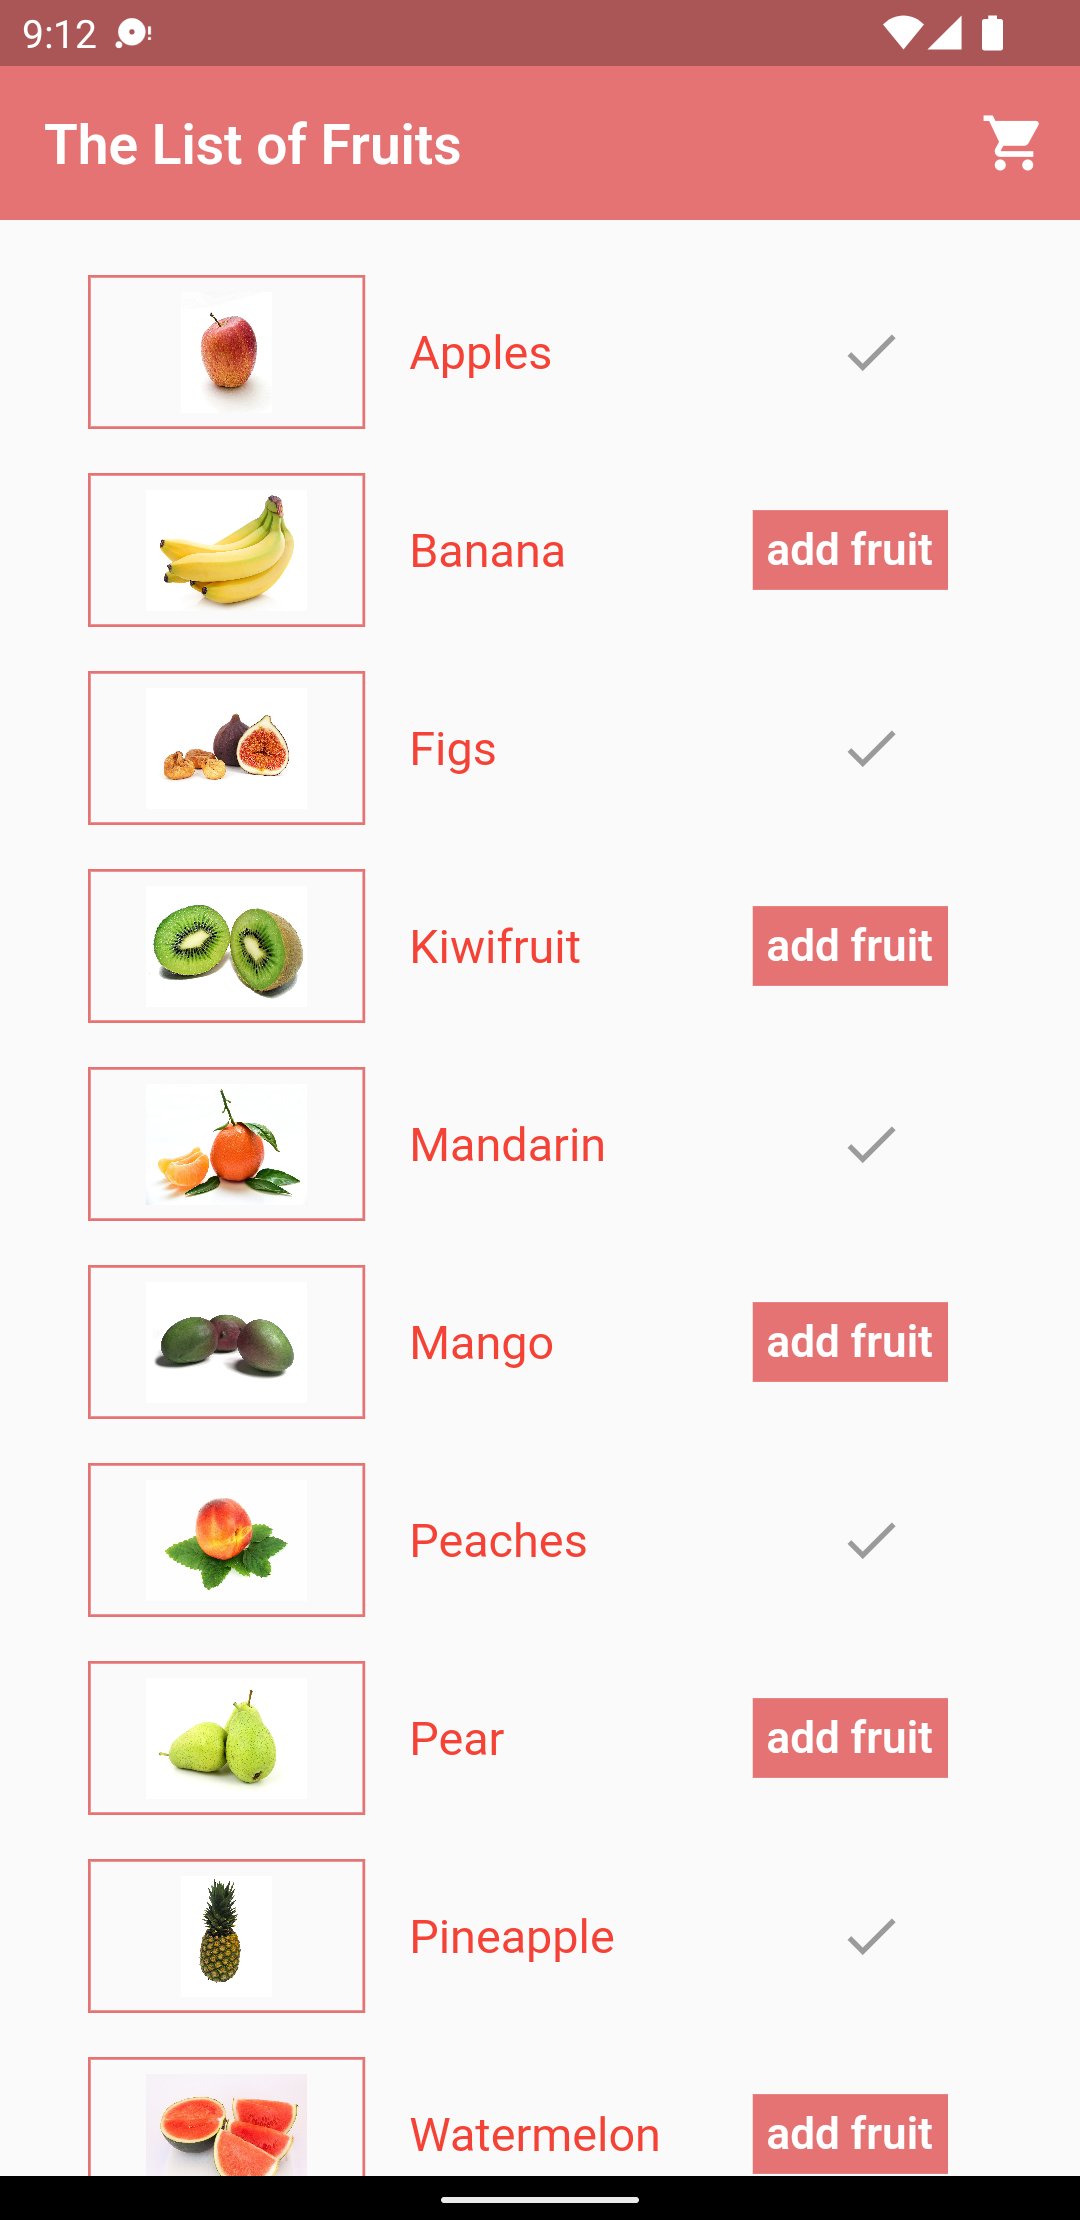 9:12
The List of Fruits
Apples
Banana
add fruit
Figs
Kiwifruit
add fruit
Mandarin
Mango
add fruit
Peaches
Pear
add fruit
Pineapple
Watermelon
add fruit